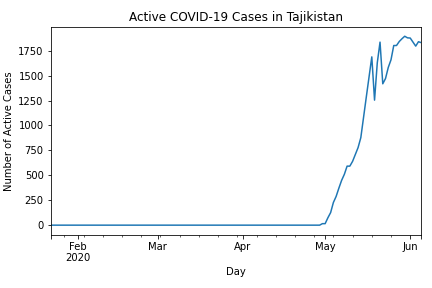 Active COVID-19 Cases in Tajikistan
Number of Active Cases
1750
1500
1250
1000
750
500
250
0
Feb
2020
Mar
Apr
May
Jun
Day